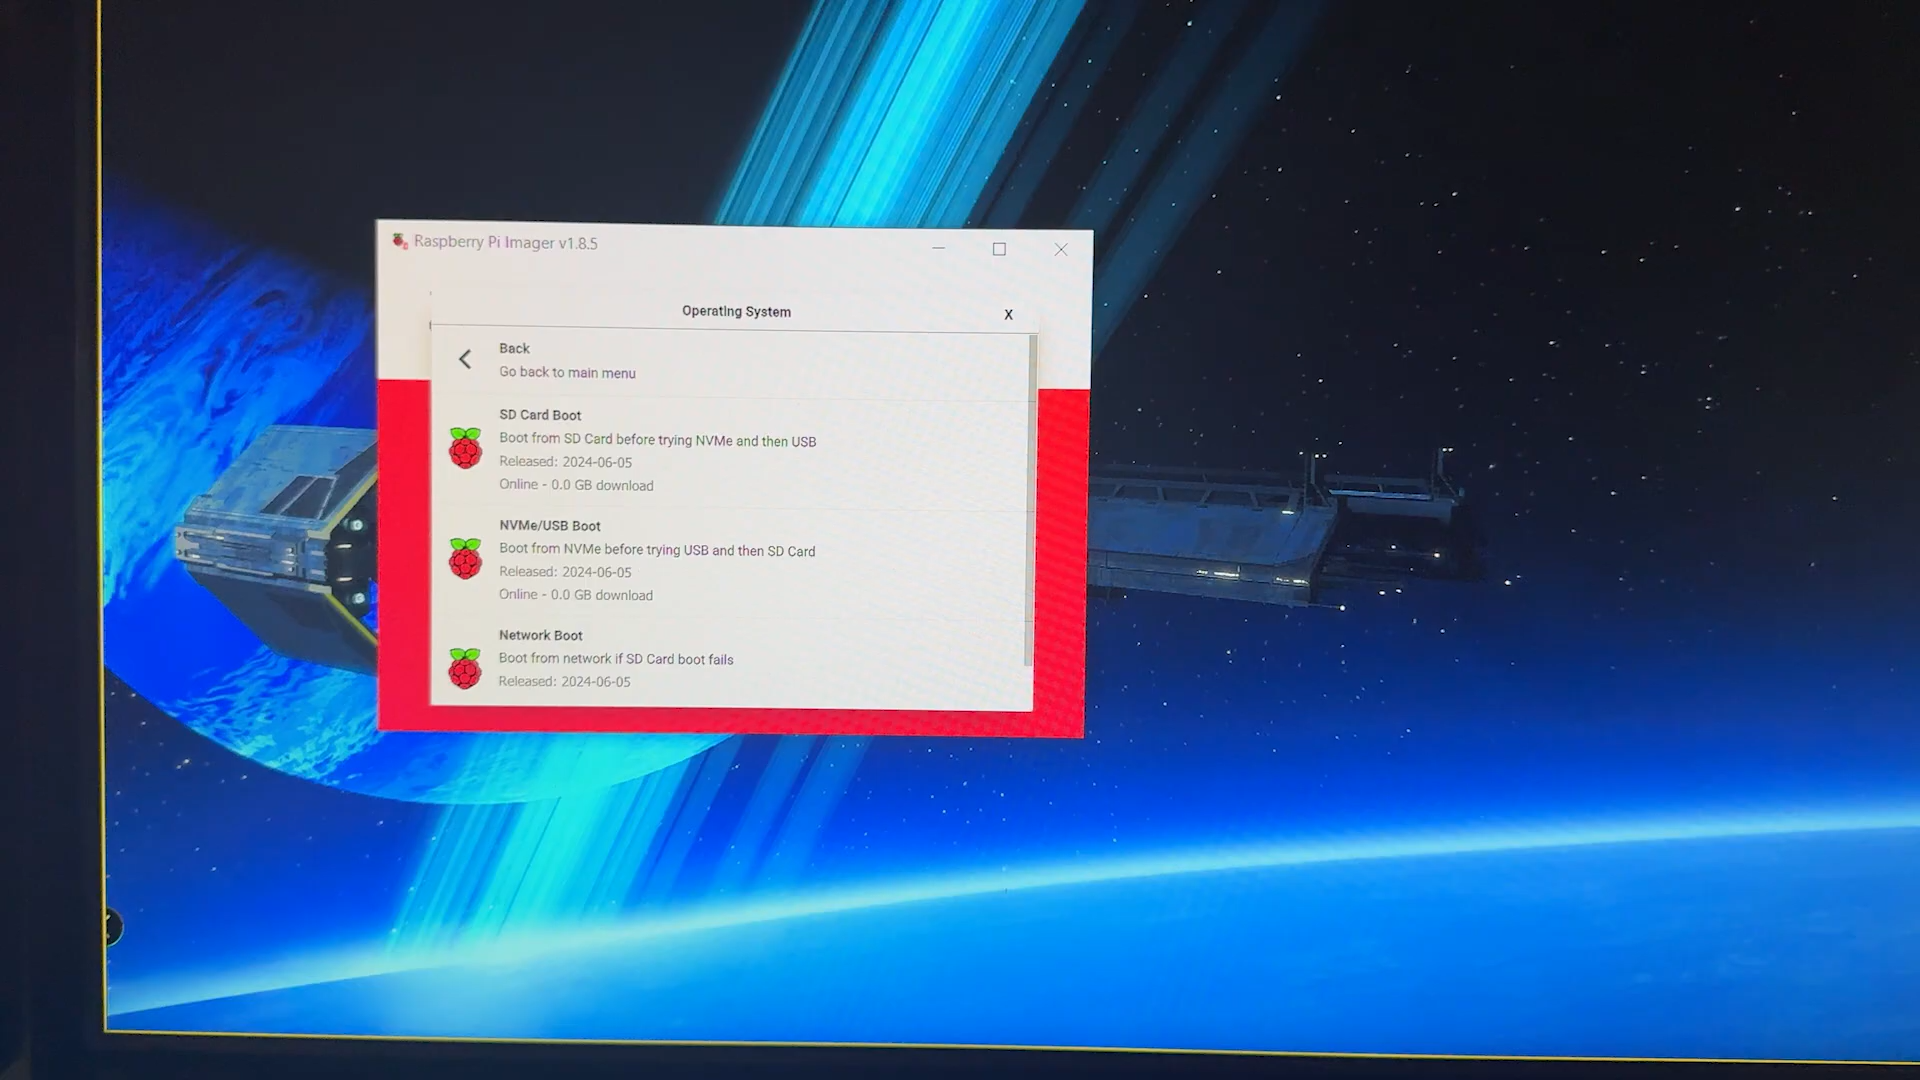 Raspberry Pi Imager v1.8.5
Operating System
X
Back
Go back to main menu
SD Card Boot
Boot from SD Card before trying NVMe and then USB
Released: 2024-06-05
Online - 0.0 GB download
NVMe/USB Boot
Boot from NVMe before trying USB and then SD Card
Released: 2024-06-05
Online - 0.0 GB download
Network Boot
Boot from network if SD Card boot fails
Released: 2024-06-05